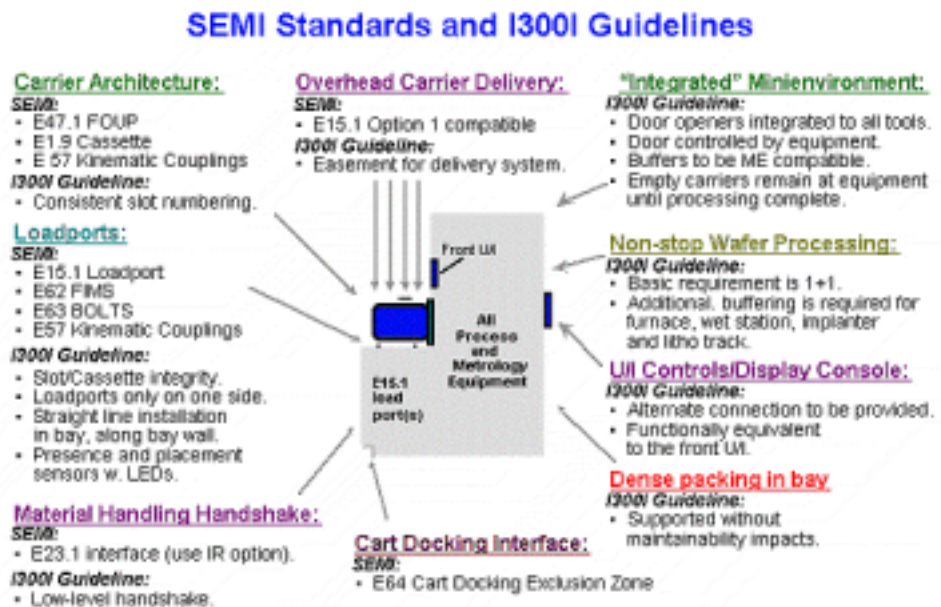 SEMI Standards and I300I Guidelines
Carrier Architecture:
SEMI:
• E47.1 FOUP
• E1.9 Cassette
• E 57 Kinematic Couplings
I300I Guideline:
• Consistent slot numbering.
Loadports:
SEMI:
• E15.1 Loadport
• E62 FIMS
• E63 BOLTS
• E57 Kinematic Couplings
I300I Guideline:
• Slot/Cassette integrity.
• Loadports only on one side.
• Straight line installation
in bay, along bay wall.
• Presence and placement
sensors w. LEDs.
Material Handling Handshake:
SEMI:
• E23.1 interface (use IR option).
I300I Guideline:
• Low-level handshake.
Overhead Carrier Delivery:
SEMI:
• E15.1 Option 1 compatible
I300I Guideline:
• Easement for delivery system.
Front U/I
All
Process
and
Metrology
Equipment
E15.1
load
port(s)
Cart Docking Interface:
SEMI:
• E64 Cart Docking Exclusion Zone
"Integrated" Minienvironment:
I300I Guideline:
• Door openers integrated to all tools.
• Door controlled by equipment.
• Buffers to be ME compatible.
• Empty carriers remain at equipment
until processing complete.
Non-stop Wafer Processing:
I300I Guideline:
• Basic requirement is 1+1.
• Additional. buffering is required for
furnace, wet station, implanter
and litho track.
U/I Controls/Display Console:
I300I Guideline:
• Alternate connection to be provided.
• Functionally equivalent
to the front U/I.
Dense packing in bay
I300I Guideline:
• Supported without
maintainability impacts.